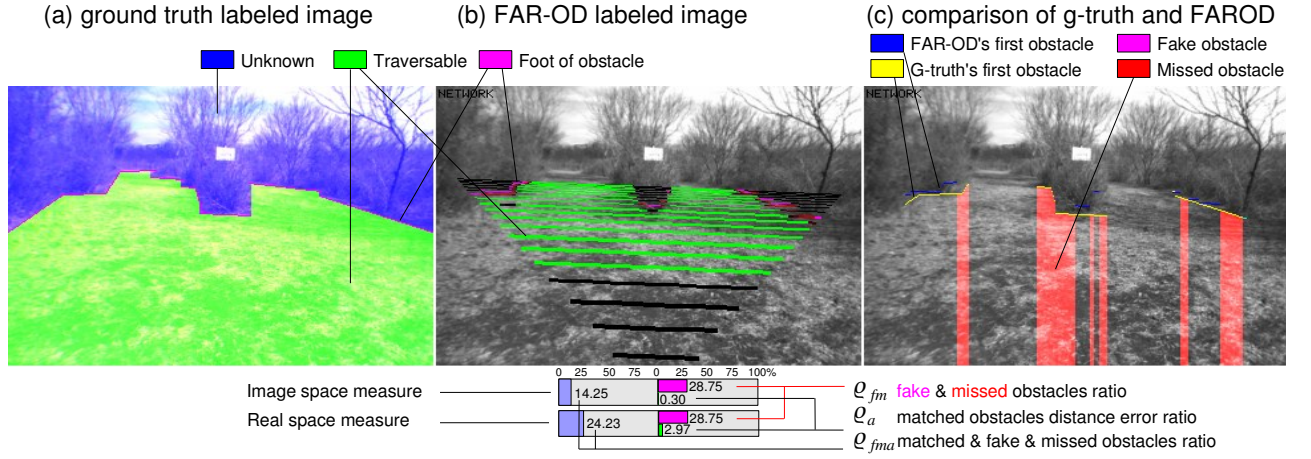 (a) ground truth labeled image
(b) FAR-OD labeled image
(c) comparison of g-truth and FAROD
Unknown
Traversable
Foot of obstacle
FAR-OD's first obstacle
Fake obstacle
G-truth's first obstacle
Missed obstacle
NETWORK
NETWORK
0 25 50 75 0 25 50 75 100%
Image space measure
14.25
28.75
0.30
Real space measure
24.23
28.75
2.97
ϱfm fake & missed obstacles ratio
ϱa matched obstacles distance error ratio
ϱfma matched & fake & missed obstacles ratio